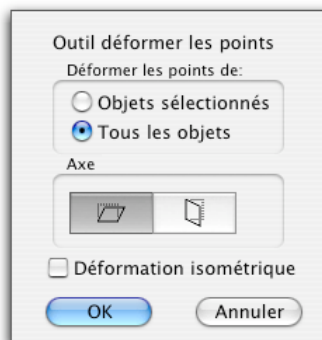 Outil déformer les points
Déformer les points de:
Objets sélectionnés
Tous les objets
Axe
Déformation isométrique
OK
Annuler